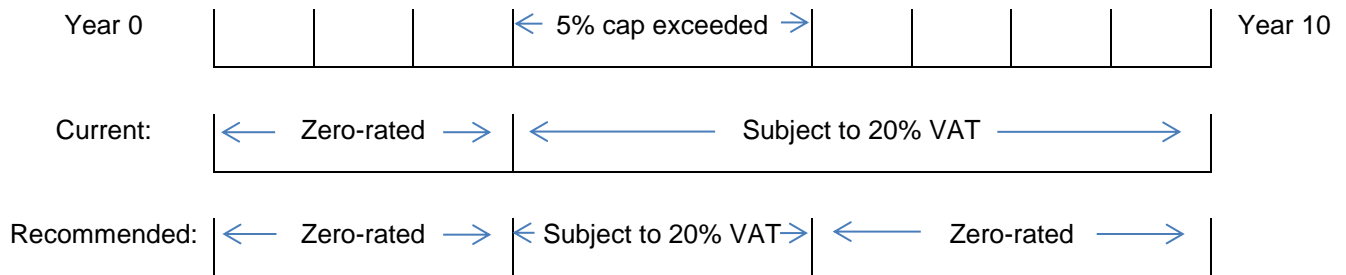 Year 0 5% cap exceeded Year 10
Current: Zero-rated Subject to 20% VAT
Recommended: Zero-rated Subject to 20% VAT Zero-rated